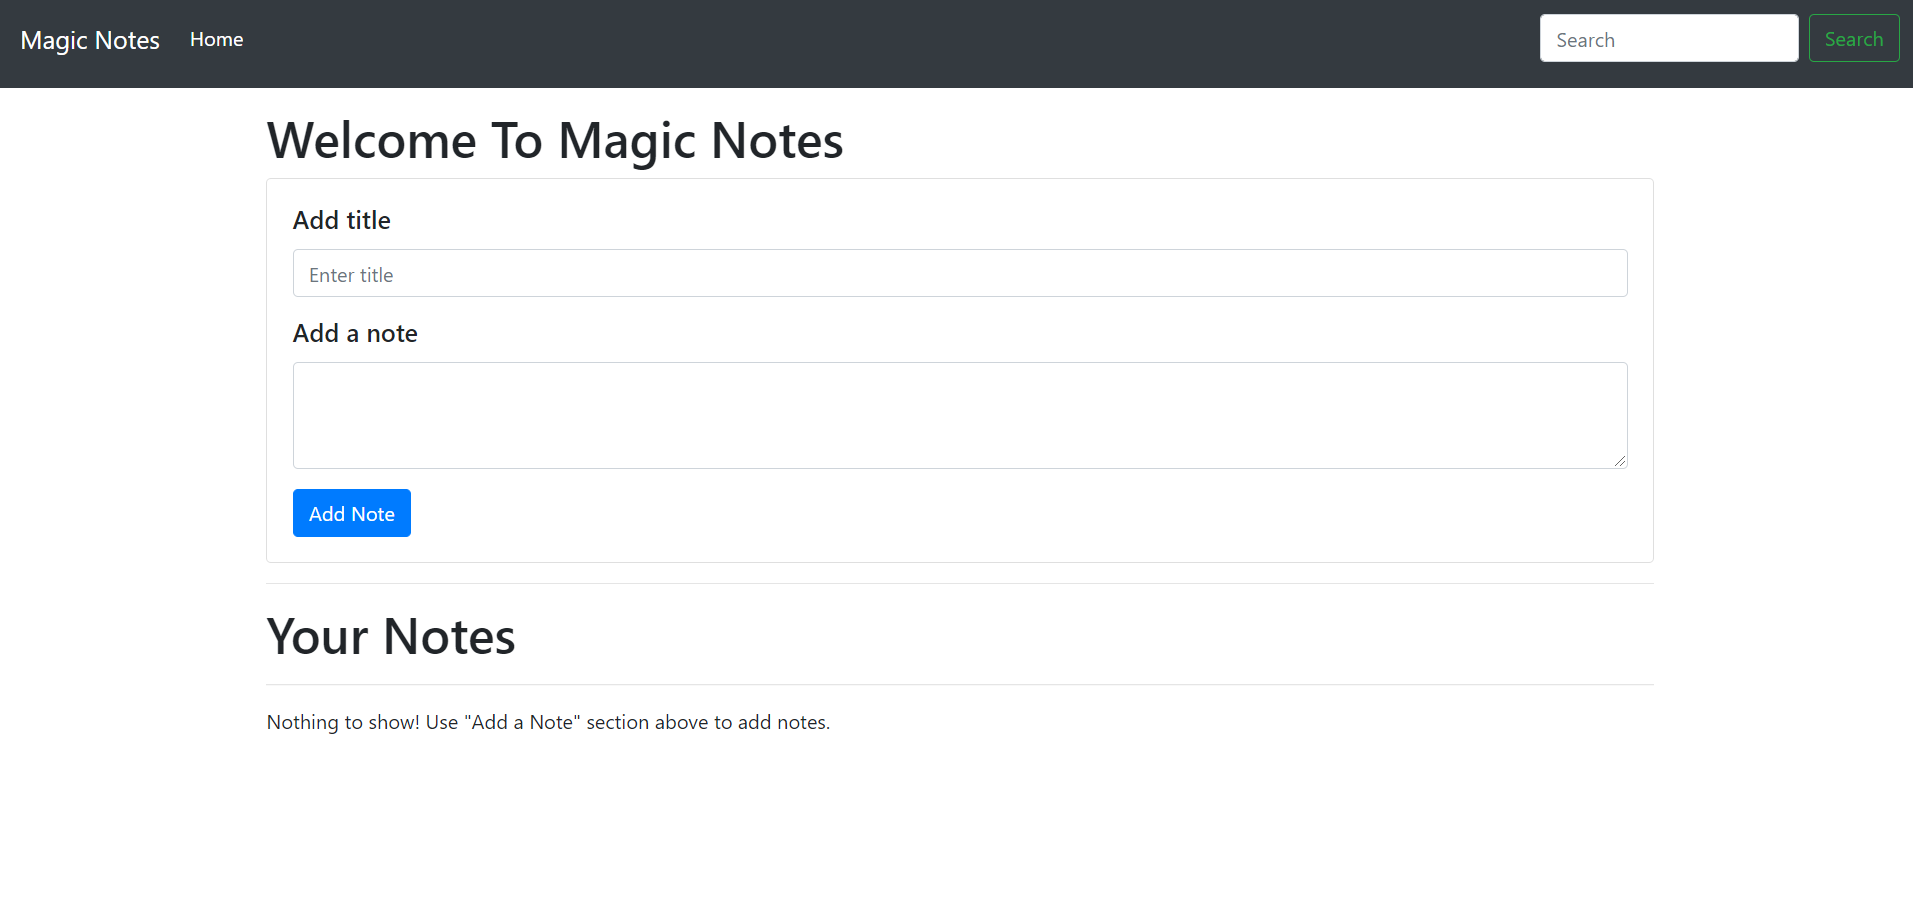 Magic Notes Home Search Search
Welcome To Magic Notes
Add title
Enter title
Add a note
Add Note
Your Notes
Nothing to show! Use "Add a Note" section above to add notes.